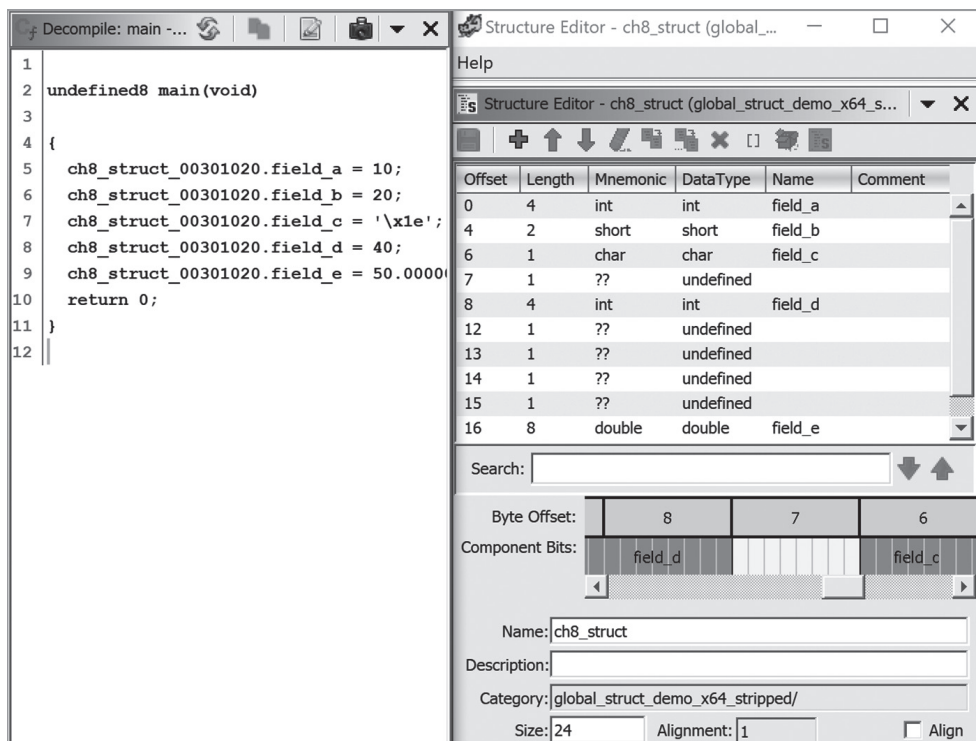 Cf Decompile: main -...
1
2 undefined8 main(void)
3
4 {
5 ch8_struct_00301020.field_a = 10;
6 ch8_struct_00301020.field_b = 20;
7 ch8_struct_00301020.field_c = '\x1e';
8 ch8_struct_00301020.field_d = 40;
9 ch8_struct_00301020.field_e = 50.0000
10 return 0;
11 }
12
Structure Editor - ch8_struct (global_...
Help
Structure Editor - ch8_struct (global_struct_demo_x64_s...
Offset Length Mnemonic DataType Name Comment
0 4 int int field_a
4 2 short short field_b
6 1 char char field_c
7 1 ?? undefined
8 4 int int field_d
12 1 ?? undefined
13 1 ?? undefined
14 1 ?? undefined
15 1 ?? undefined
16 8 double double field_e
Search:
Byte Offset: 8 7 6
Component Bits: field_d field_c
Name: ch8_struct
Description:
Category: global_struct_demo_x64_stripped/
Size: 24 Alignment: 1 Align